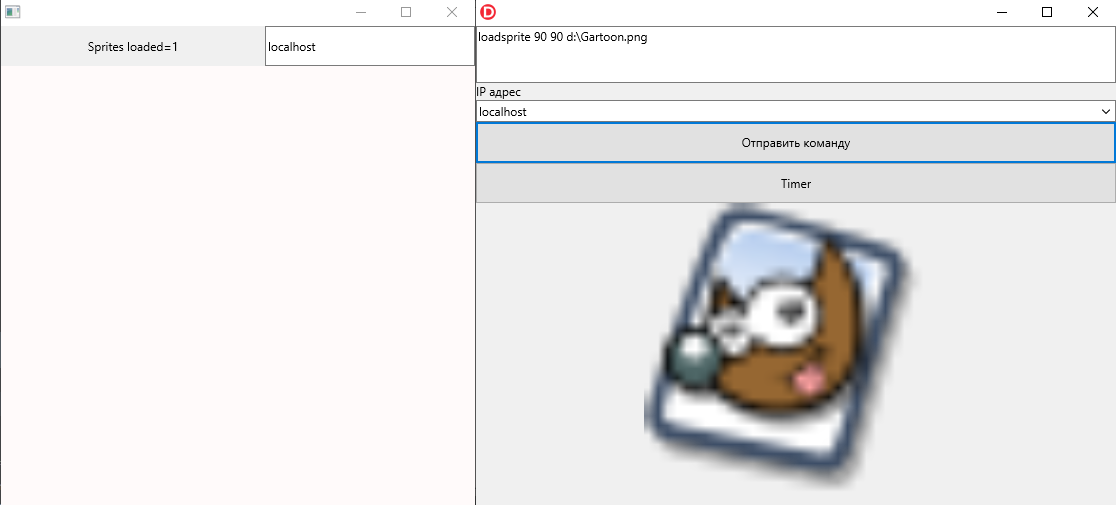 Sprites loaded=1
localhost
loadsprite 90 90 d:\Gartoon.png
IP адрес
localhost
Отправить команду
Timer